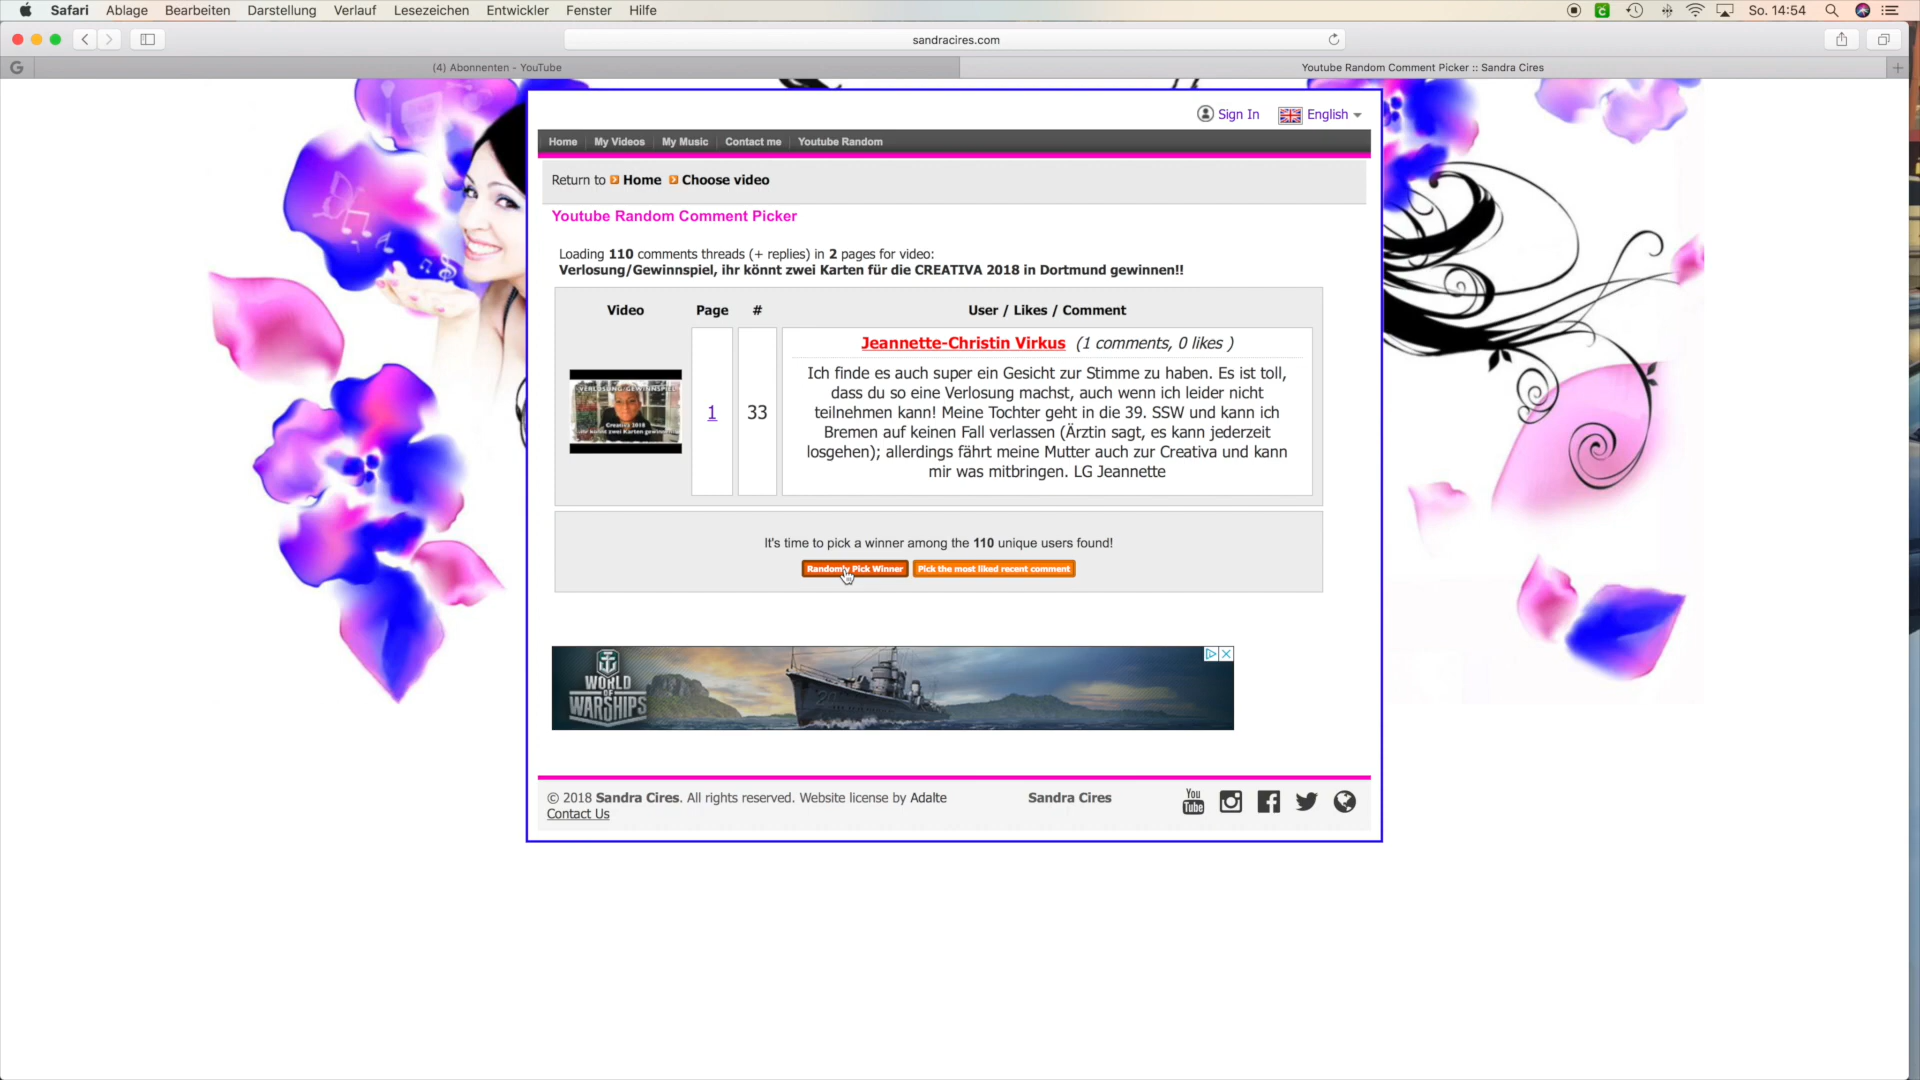 Safari Ablage Bearbeiten Darstellung Verlauf Lesezeichen Entwickler Fenster Hilfe So. 14:54
sandracires.com
(4) Abonnenten - YouTube
Youtube Random Comment Picker :: Sandra Cires
Sign In English
Home My Videos My Music Contact me Youtube Random
Return to Home Choose video
Youtube Random Comment Picker
Loading 110 comments threads (+ replies) in 2 pages for video:
Verlosung/Gewinnspiel, ihr könnt zwei Karten für die CREATIVA 2018 in Dortmund gewinnen!!
Video Page # User / Likes / Comment
Jeannette-Christin Virkus (1 comments, 0 likes )
Ich finde es auch super ein Gesicht zur Stimme zu haben. Es ist toll,
dass du so eine Verlosung machst, auch wenn ich leider nicht
teilnehmen kann! Meine Tochter geht in die 39. SSW und kann ich
Bremen auf keinen Fall verlassen (Ärztin sagt, es kann jederzeit
losgehen); allerdings fährt meine Mutter auch zur Creativa und kann
mir was mitbringen. LG Jeannette
VERLOSUNG/GEWINNSPIEL
Creativa 2018
ihr könnt zwei Karten gewinnen
1 33
It's time to pick a winner among the 110 unique users found!
Randomly Pick Winner Pick the most liked recent comment
WORLD
OF
WARSHIPS
© 2018 Sandra Cires. All rights reserved. Website license by Adalte
Contact Us
Sandra Cires
You
Tube